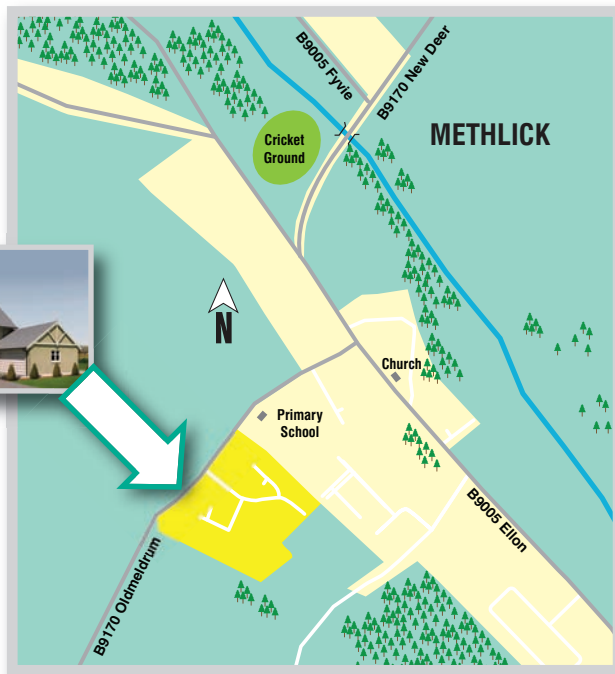 B9005 Fyvie
B9170 New Deer
METHLICK
Cricket
Ground
N
Church
Primary
School
B9005 Ellon
B9170 Oldmeldrum